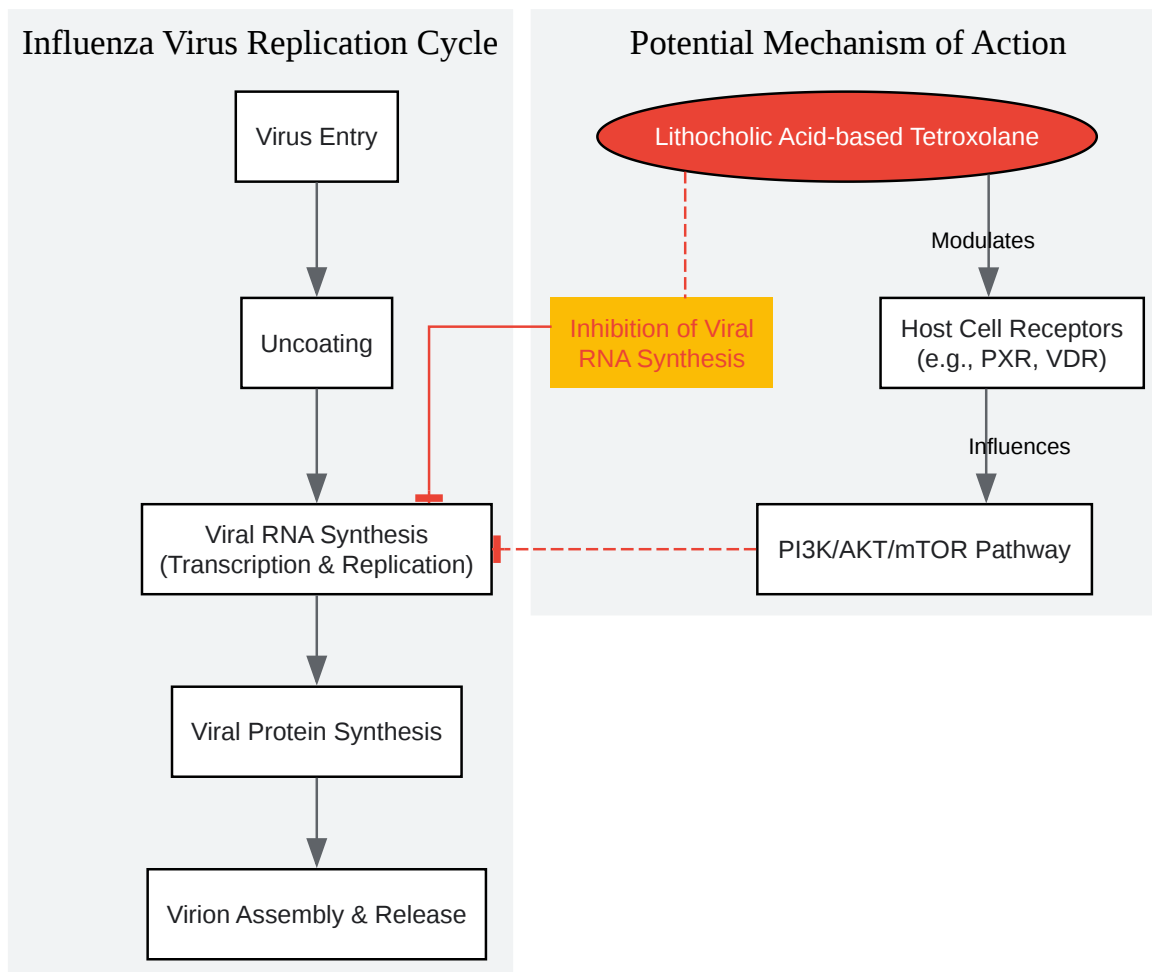 Influenza Virus Replication Cycle
Virus Entry
Uncoating
Viral RNA Synthesis
(Transcription & Replication)
Viral Protein Synthesis
Virion Assembly & Release
Potential Mechanism of Action
Lithocholic Acid-based Tetroxolane
Modulates
Inhibition of Viral
RNA Synthesis
Host Cell Receptors
(e.g., PXR, VDR)
Influences
PI3K/AKT/mTOR Pathway